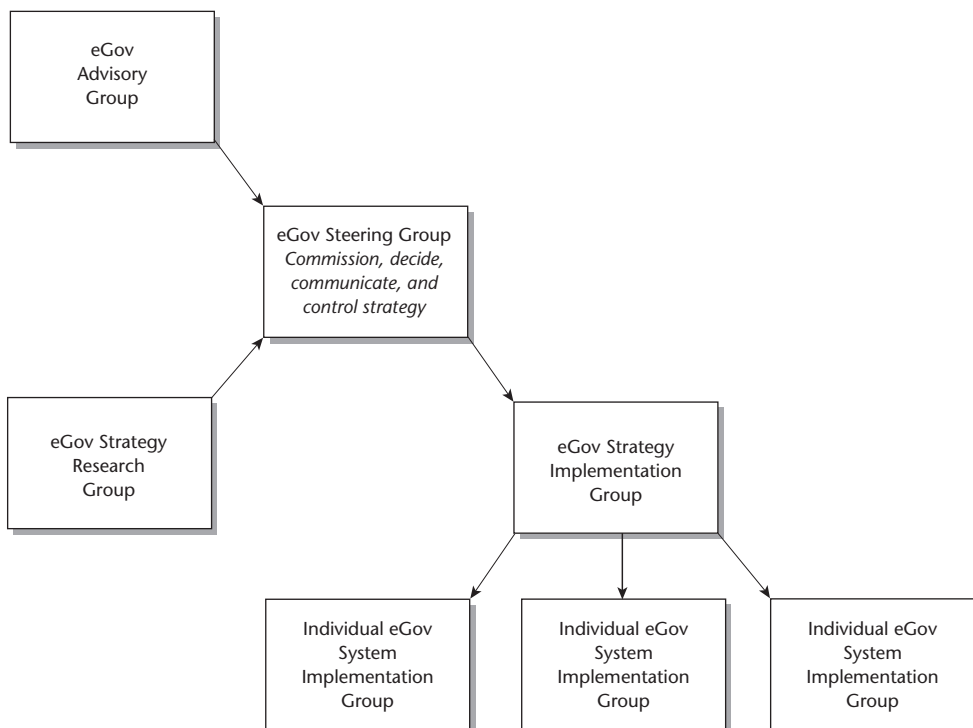 eGov
Advisory
Group
eGov Steering Group
Commission, decide,
communicate, and
control strategy
eGov Strategy
Research
Group
eGov Strategy
Implementation
Group
Individual eGov
System
Implementation
Group
Individual eGov
System
Implementation
Group
Individual eGov
System
Implementation
Group